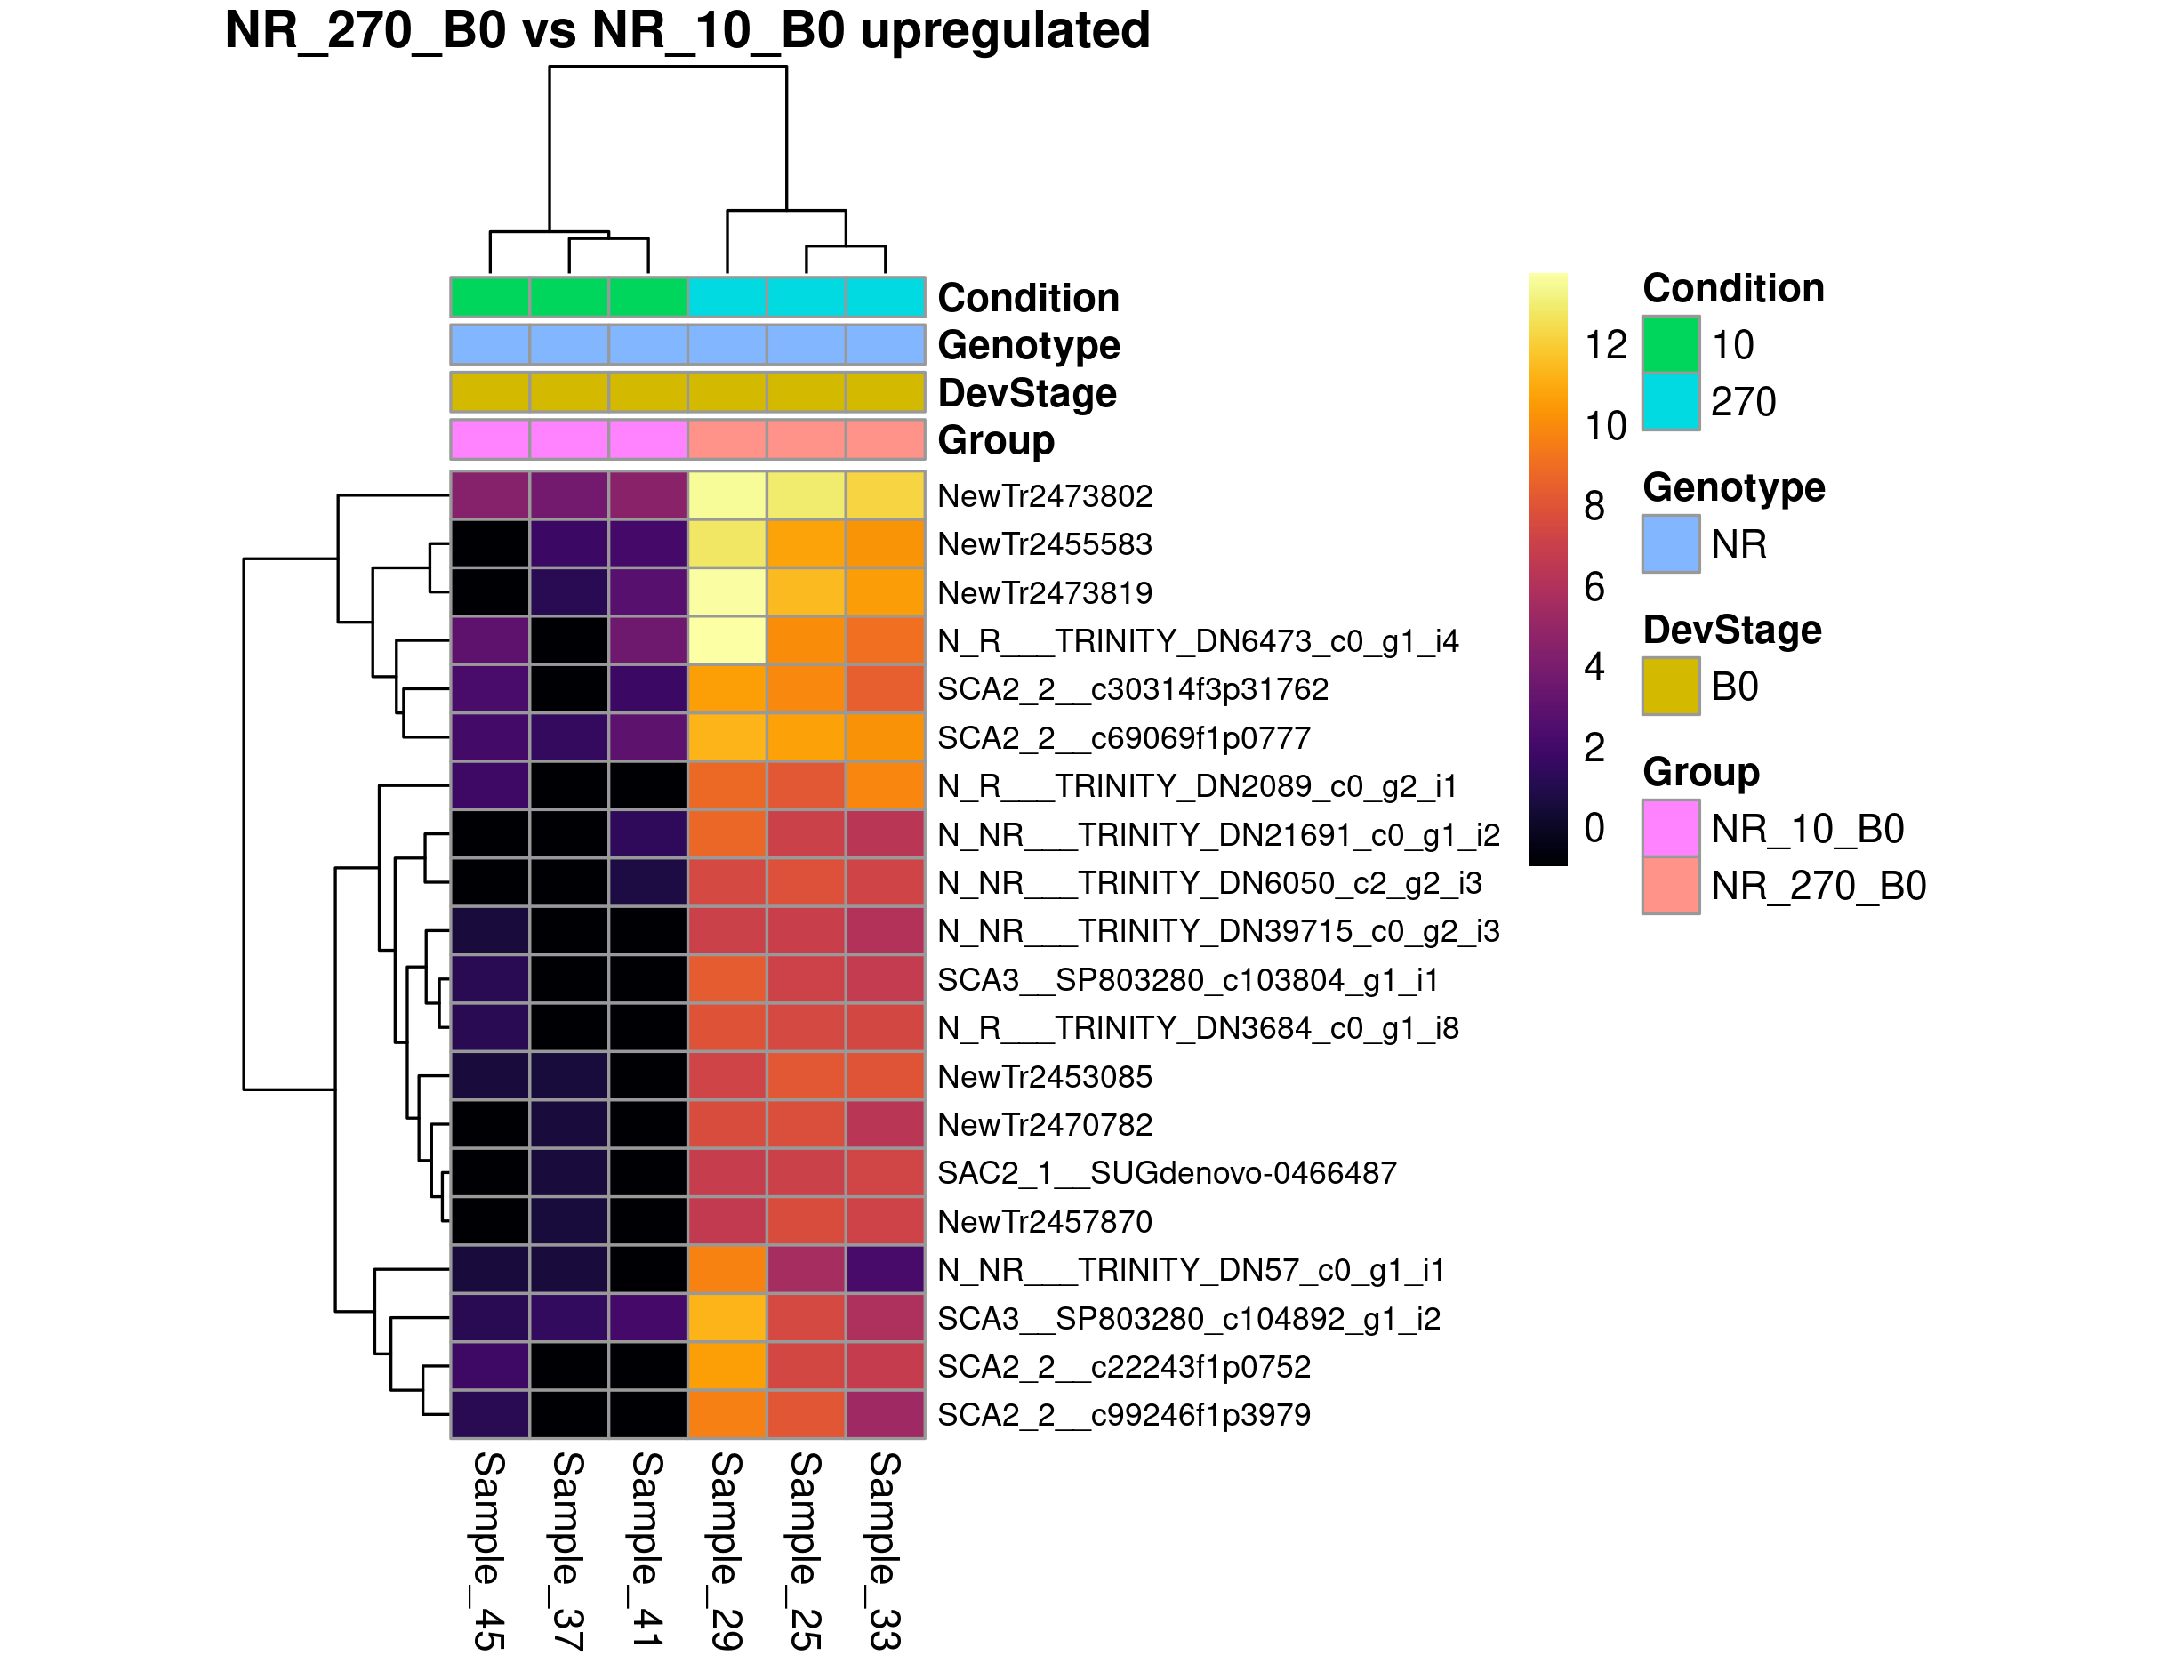 NR_270_B0 vs NR_10_B0 upregulated
Condition
Genotype
DevStage
Group
NewTr2473802
NewTr2455583
NewTr2473819
N_R___TRINITY_DN6473_c0_g1_i4
SCA2_2__c30314f3p31762
SCA2_2__c69069f1p0777
N_R___TRINITY_DN2089_c0_g2_i1
N_NR___TRINITY_DN21691_c0_g1_i2
N_NR___TRINITY_DN6050_c2_g2_i3
N_NR___TRINITY_DN39715_c0_g2_i3
SCA3__SP803280_c103804_g1_i1
N_R___TRINITY_DN3684_c0_g1_i8
NewTr2453085
NewTr2470782
SAC2_1__SUGdenovo-0466487
NewTr2457870
N_NR___TRINITY_DN57_c0_g1_i1
SCA3__SP803280_c104892_g1_i2
SCA2_2__c22243f1p0752
SCA2_2__c99246f1p3979
Sample_45
Sample_37
Sample_41
Sample_29
Sample_25
Sample_33
12
10
8
6
4
2
0
Condition
10
270
Genotype
NR
DevStage
B0
Group
NR_10_B0
NR_270_B0